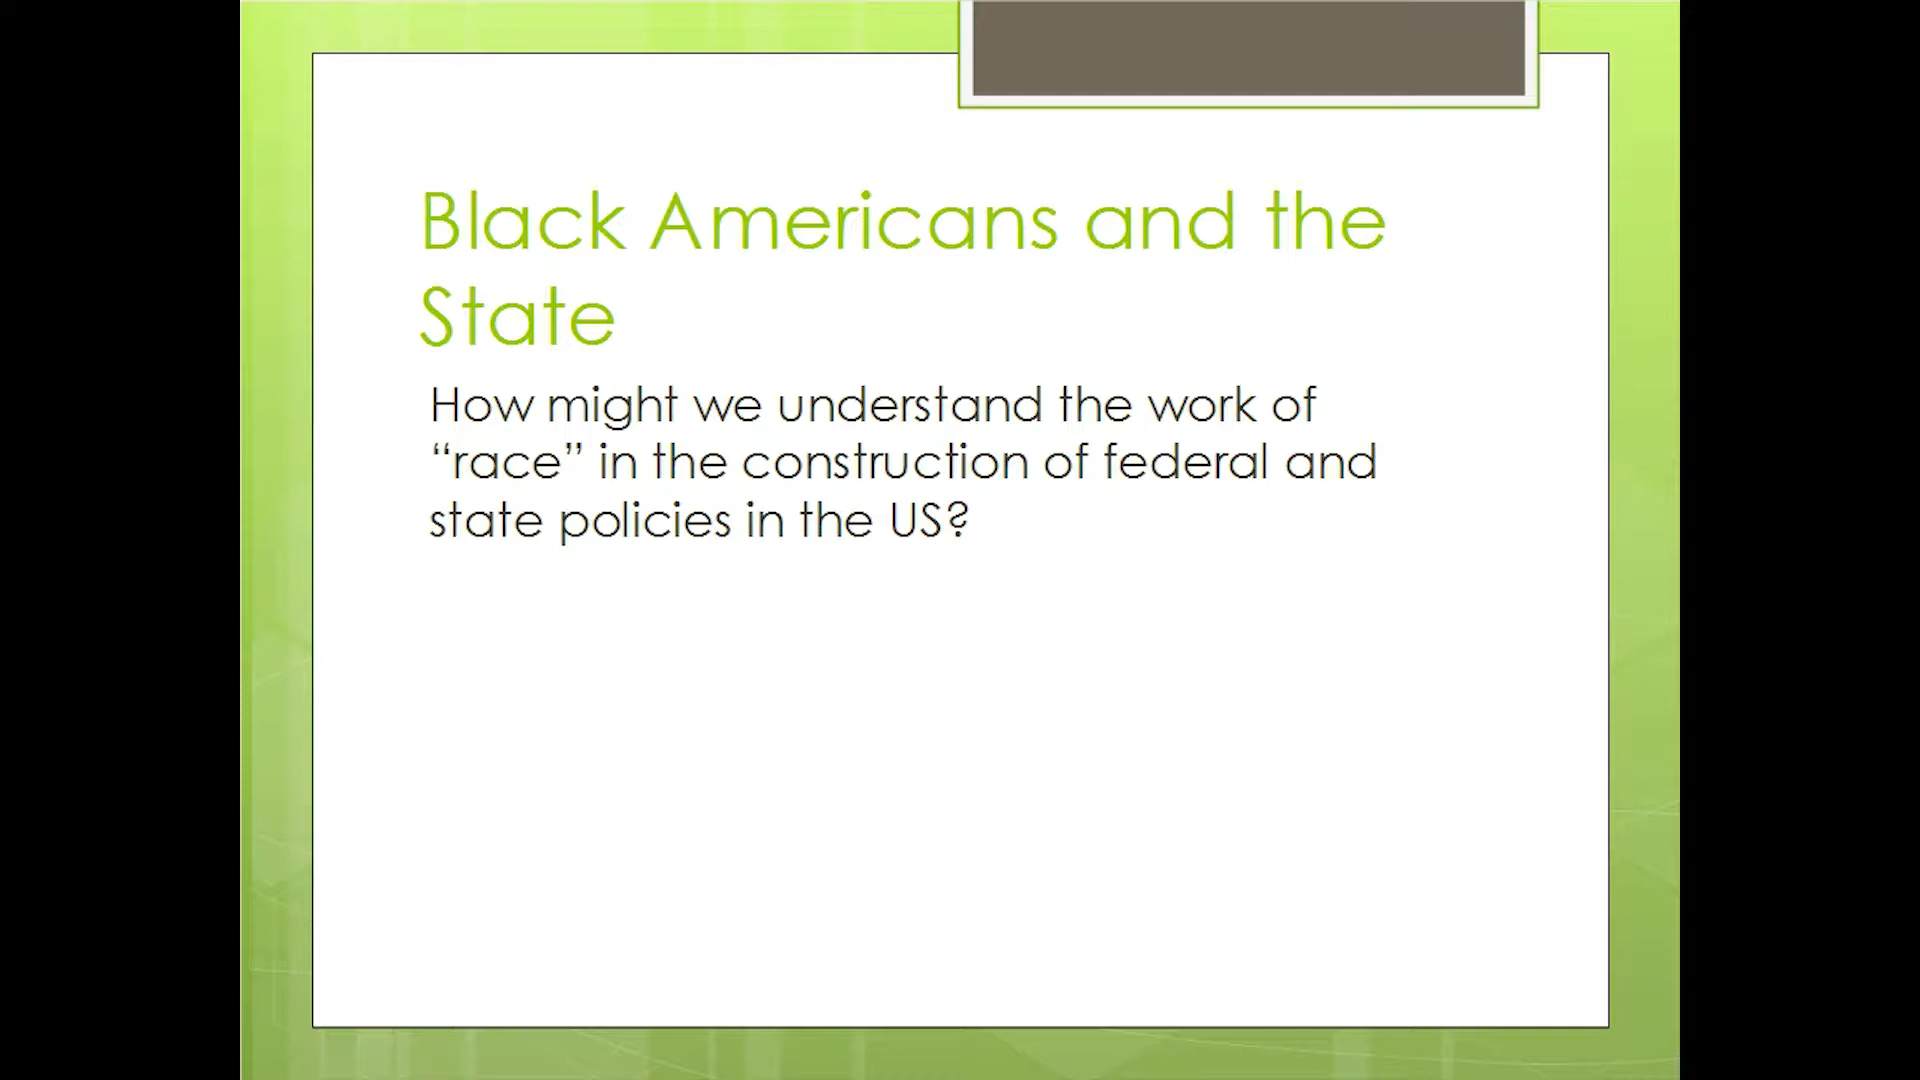 Black Americans and the
State
How might we understand the work of
“race” in the construction of federal and
state policies in the US?